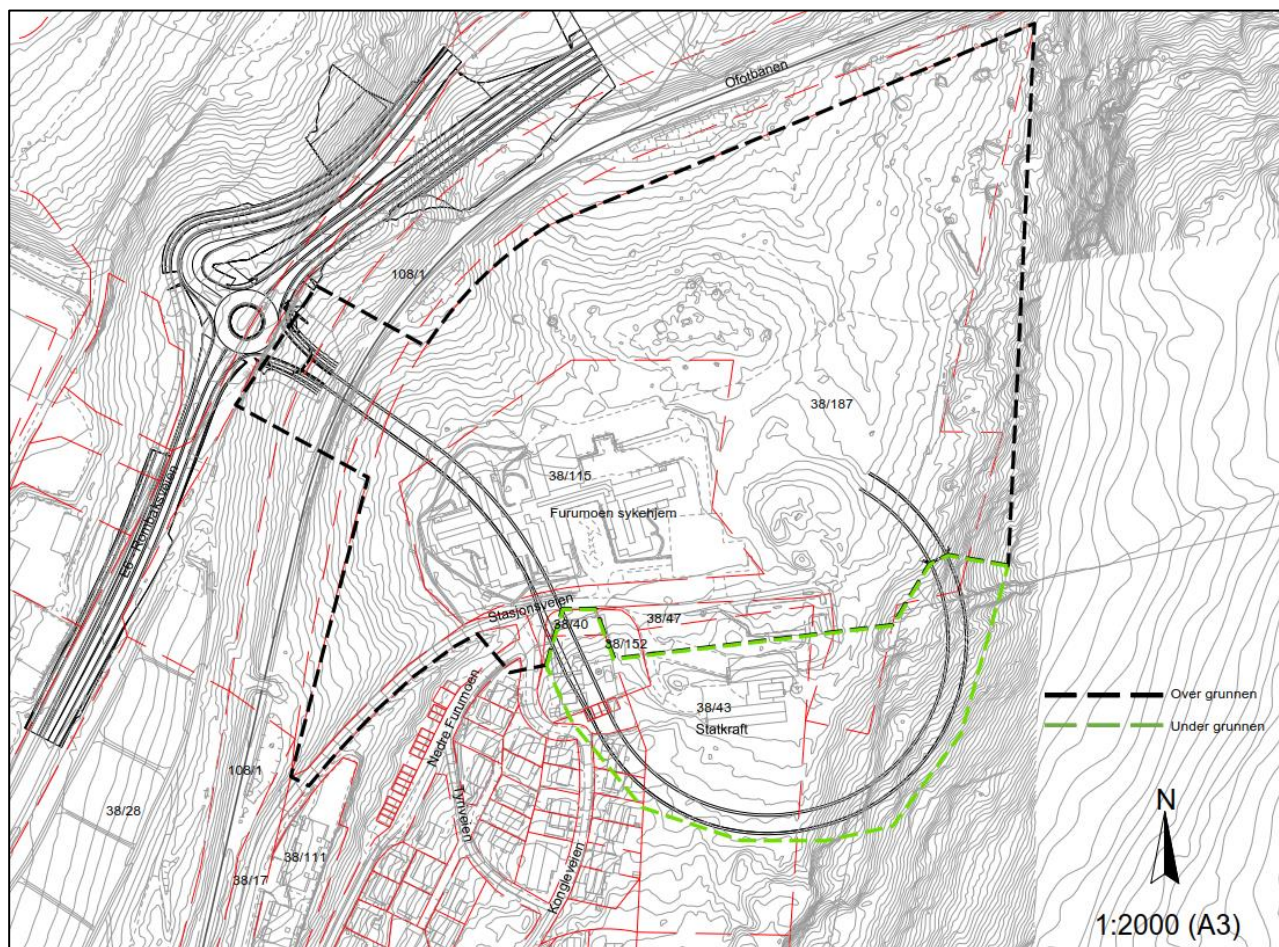 Ofotbanen
108/1
38/187
38/115
Furumoen sykehjem
E6 - Rombaksveien
Stasjonsveien
38/40
38/47
38/152
38/43
Statkraft
Nedre Furumoen
Tyriveien
Kongleveien
108/1
38/28
38/111
38/17
Over grunnen
Under grunnen
N
1:2000 (A3)